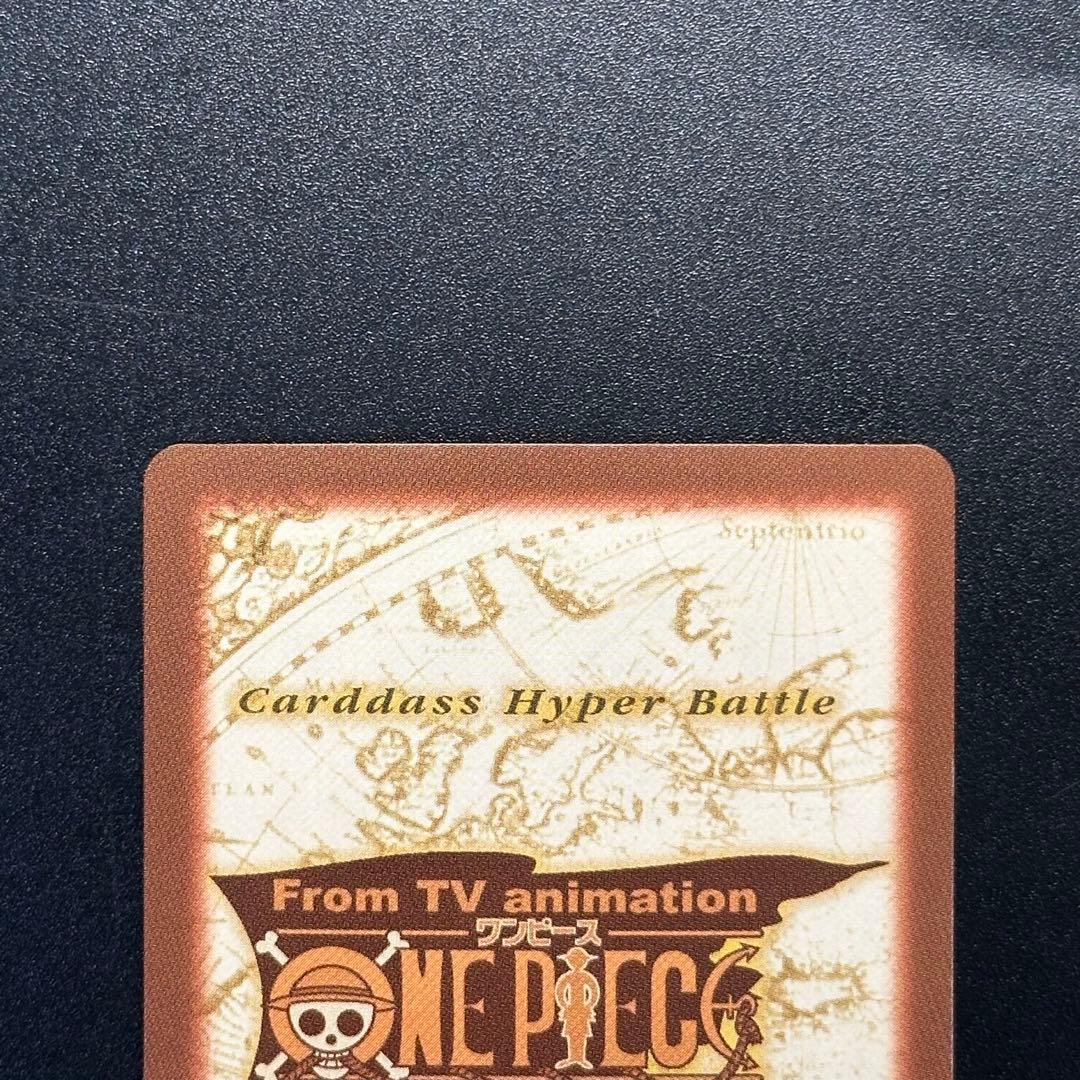 Septentrio
Carddass Hyper Battle
From TV animation
ワンピース
ONE PIECE